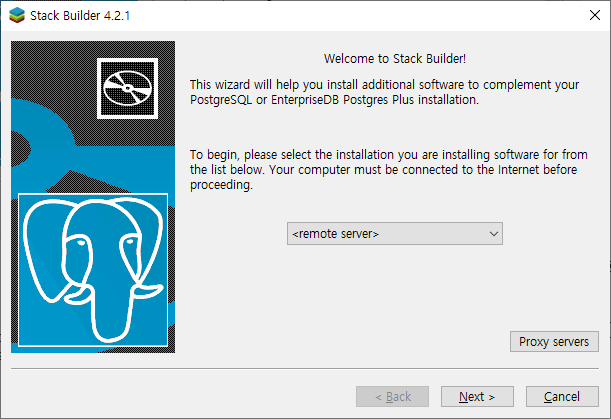 Stack Builder 4.2.1
Welcome to Stack Builder!
This wizard will help you install additional software to complement your
PostgreSQL or EnterpriseDB Postgres Plus installation.
To begin, please select the installation you are installing software for from
the list below. Your computer must be connected to the Internet before
proceeding.
<remote server>
Proxy servers
< Back
Next >
Cancel